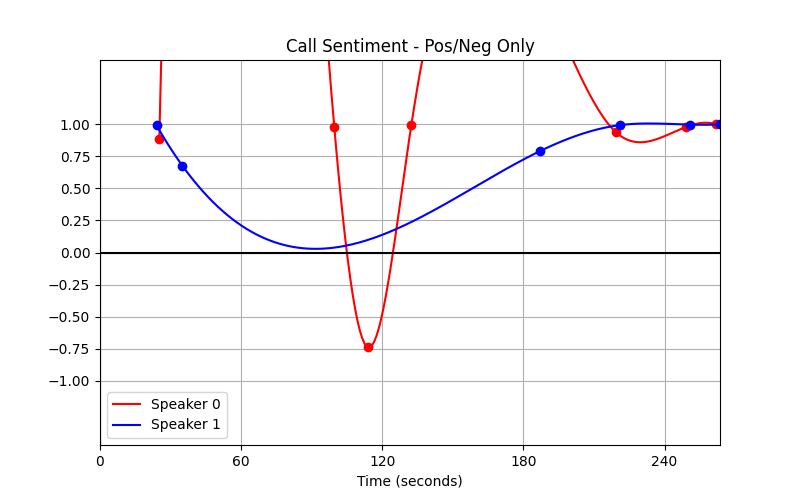 Call Sentiment - Pos/Neg Only
1.00
0.75
0.50
0.25
0.00
−0.25
−0.50
−0.75
−1.00
Speaker 0
Speaker 1
0 60 120 180 240
Time (seconds)